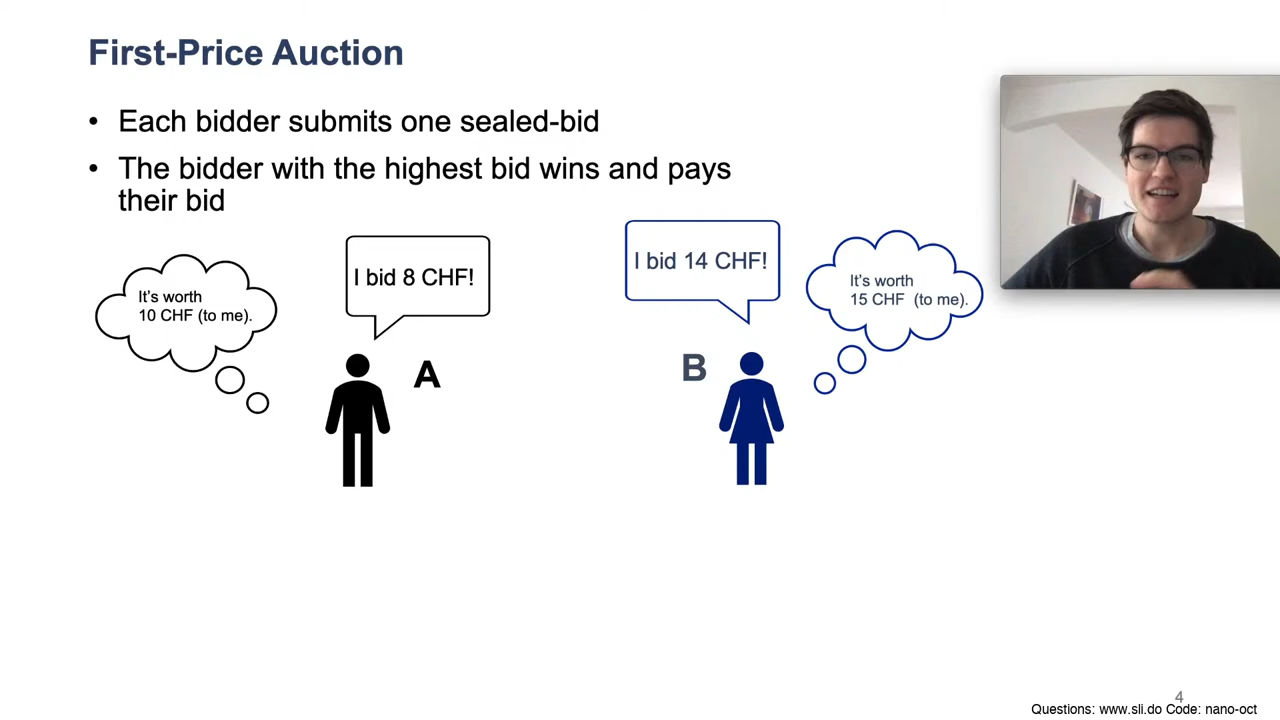 First-Price Auction
• Each bidder submits one sealed-bid
• The bidder with the highest bid wins and pays
their bid
It's worth
10 CHF (to me).
I bid 8 CHF!
A
I bid 14 CHF!
It's worth
15 CHF (to me).
B
4
Questions: www.sli.do Code: nano-oct